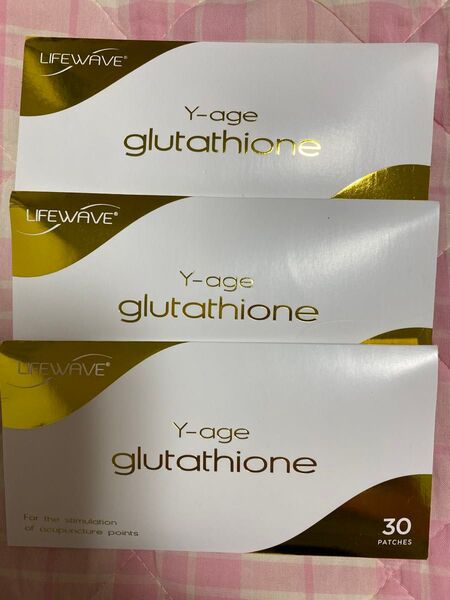 LIFEWAVE®
Y-age
glutathione
LIFEWAVE®
Y-age
glutathione
LIFEWAVE®
Y-age
glutathione
For the stimulation
of acupuncture points
30
PATCHES